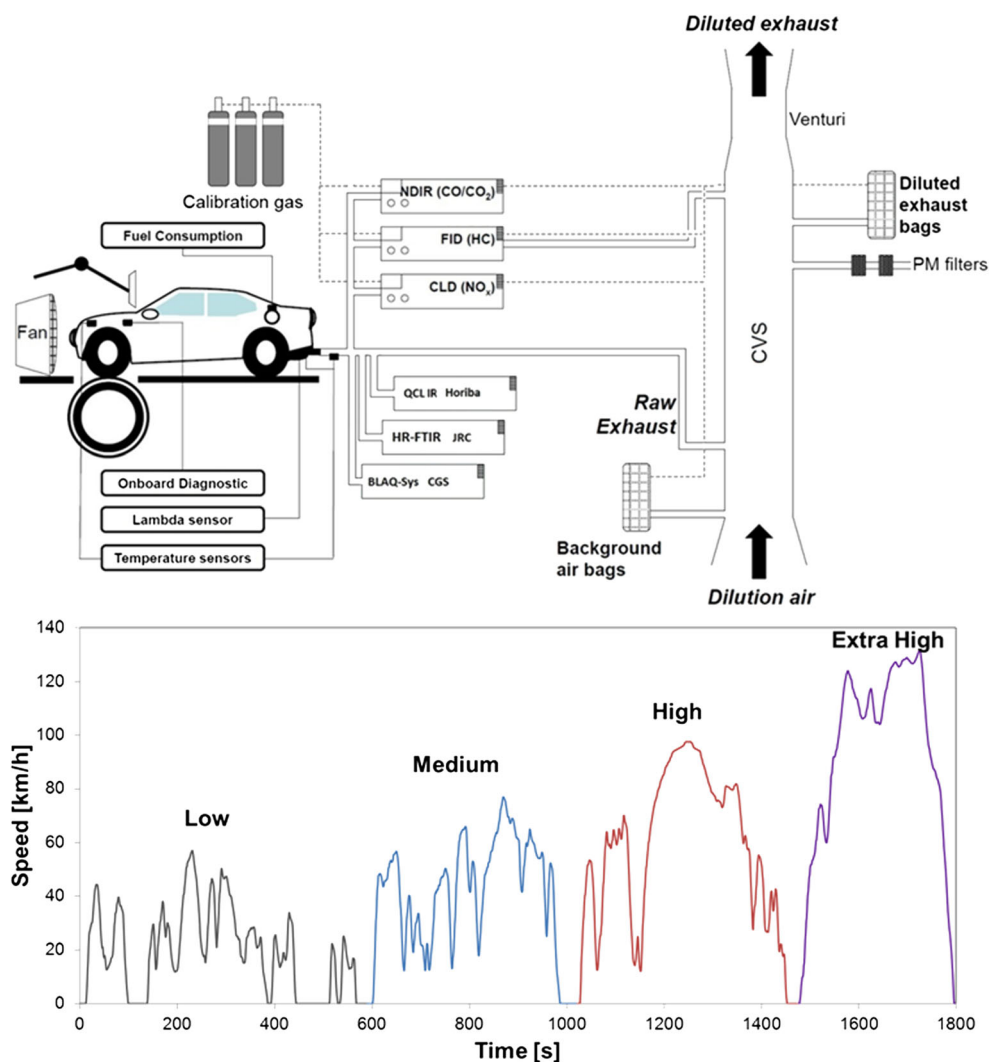 Diluted exhaust
Venturi
Calibration gas
NDIR (CO/CO₂)
Diluted
exhaust
bags
Fuel Consumption
FID (HC)
PM filters
CLD (NOₓ)
Fan
CVS
QCL IR Horiba
Raw
Exhaust
HR-FTIR JRC
BLAQ-Sys CGS
Onboard Diagnostic
Lambda sensor
Temperature sensors
Background
air bags
Dilution air
140
120
100
80
60
40
20
0
Speed [km/h]
Low
Medium
High
Extra High
0 200 400 600 800 1000 1200 1400 1600 1800
Time [s]